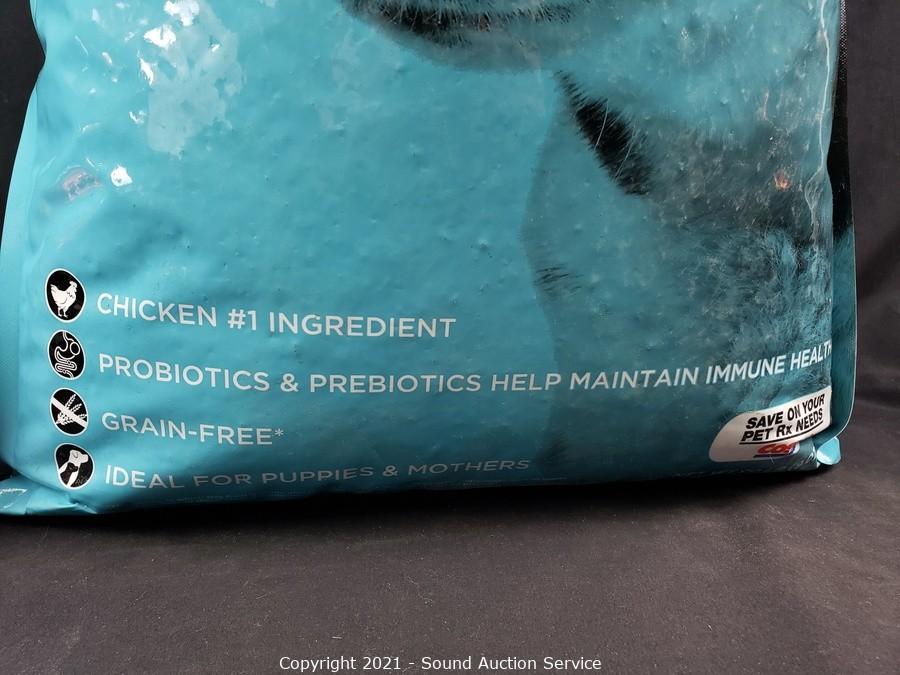 CHICKEN #1 INGREDIENT
PROBIOTICS & PREBIOTICS HELP MAINTAIN IMMUNE HEALTH
GRAIN-FREE*
IDEAL FOR PUPPIES & MOTHERS
SAVE ON YOUR
PET Rx NEEDS
Copyright 2021 - Sound Auction Service